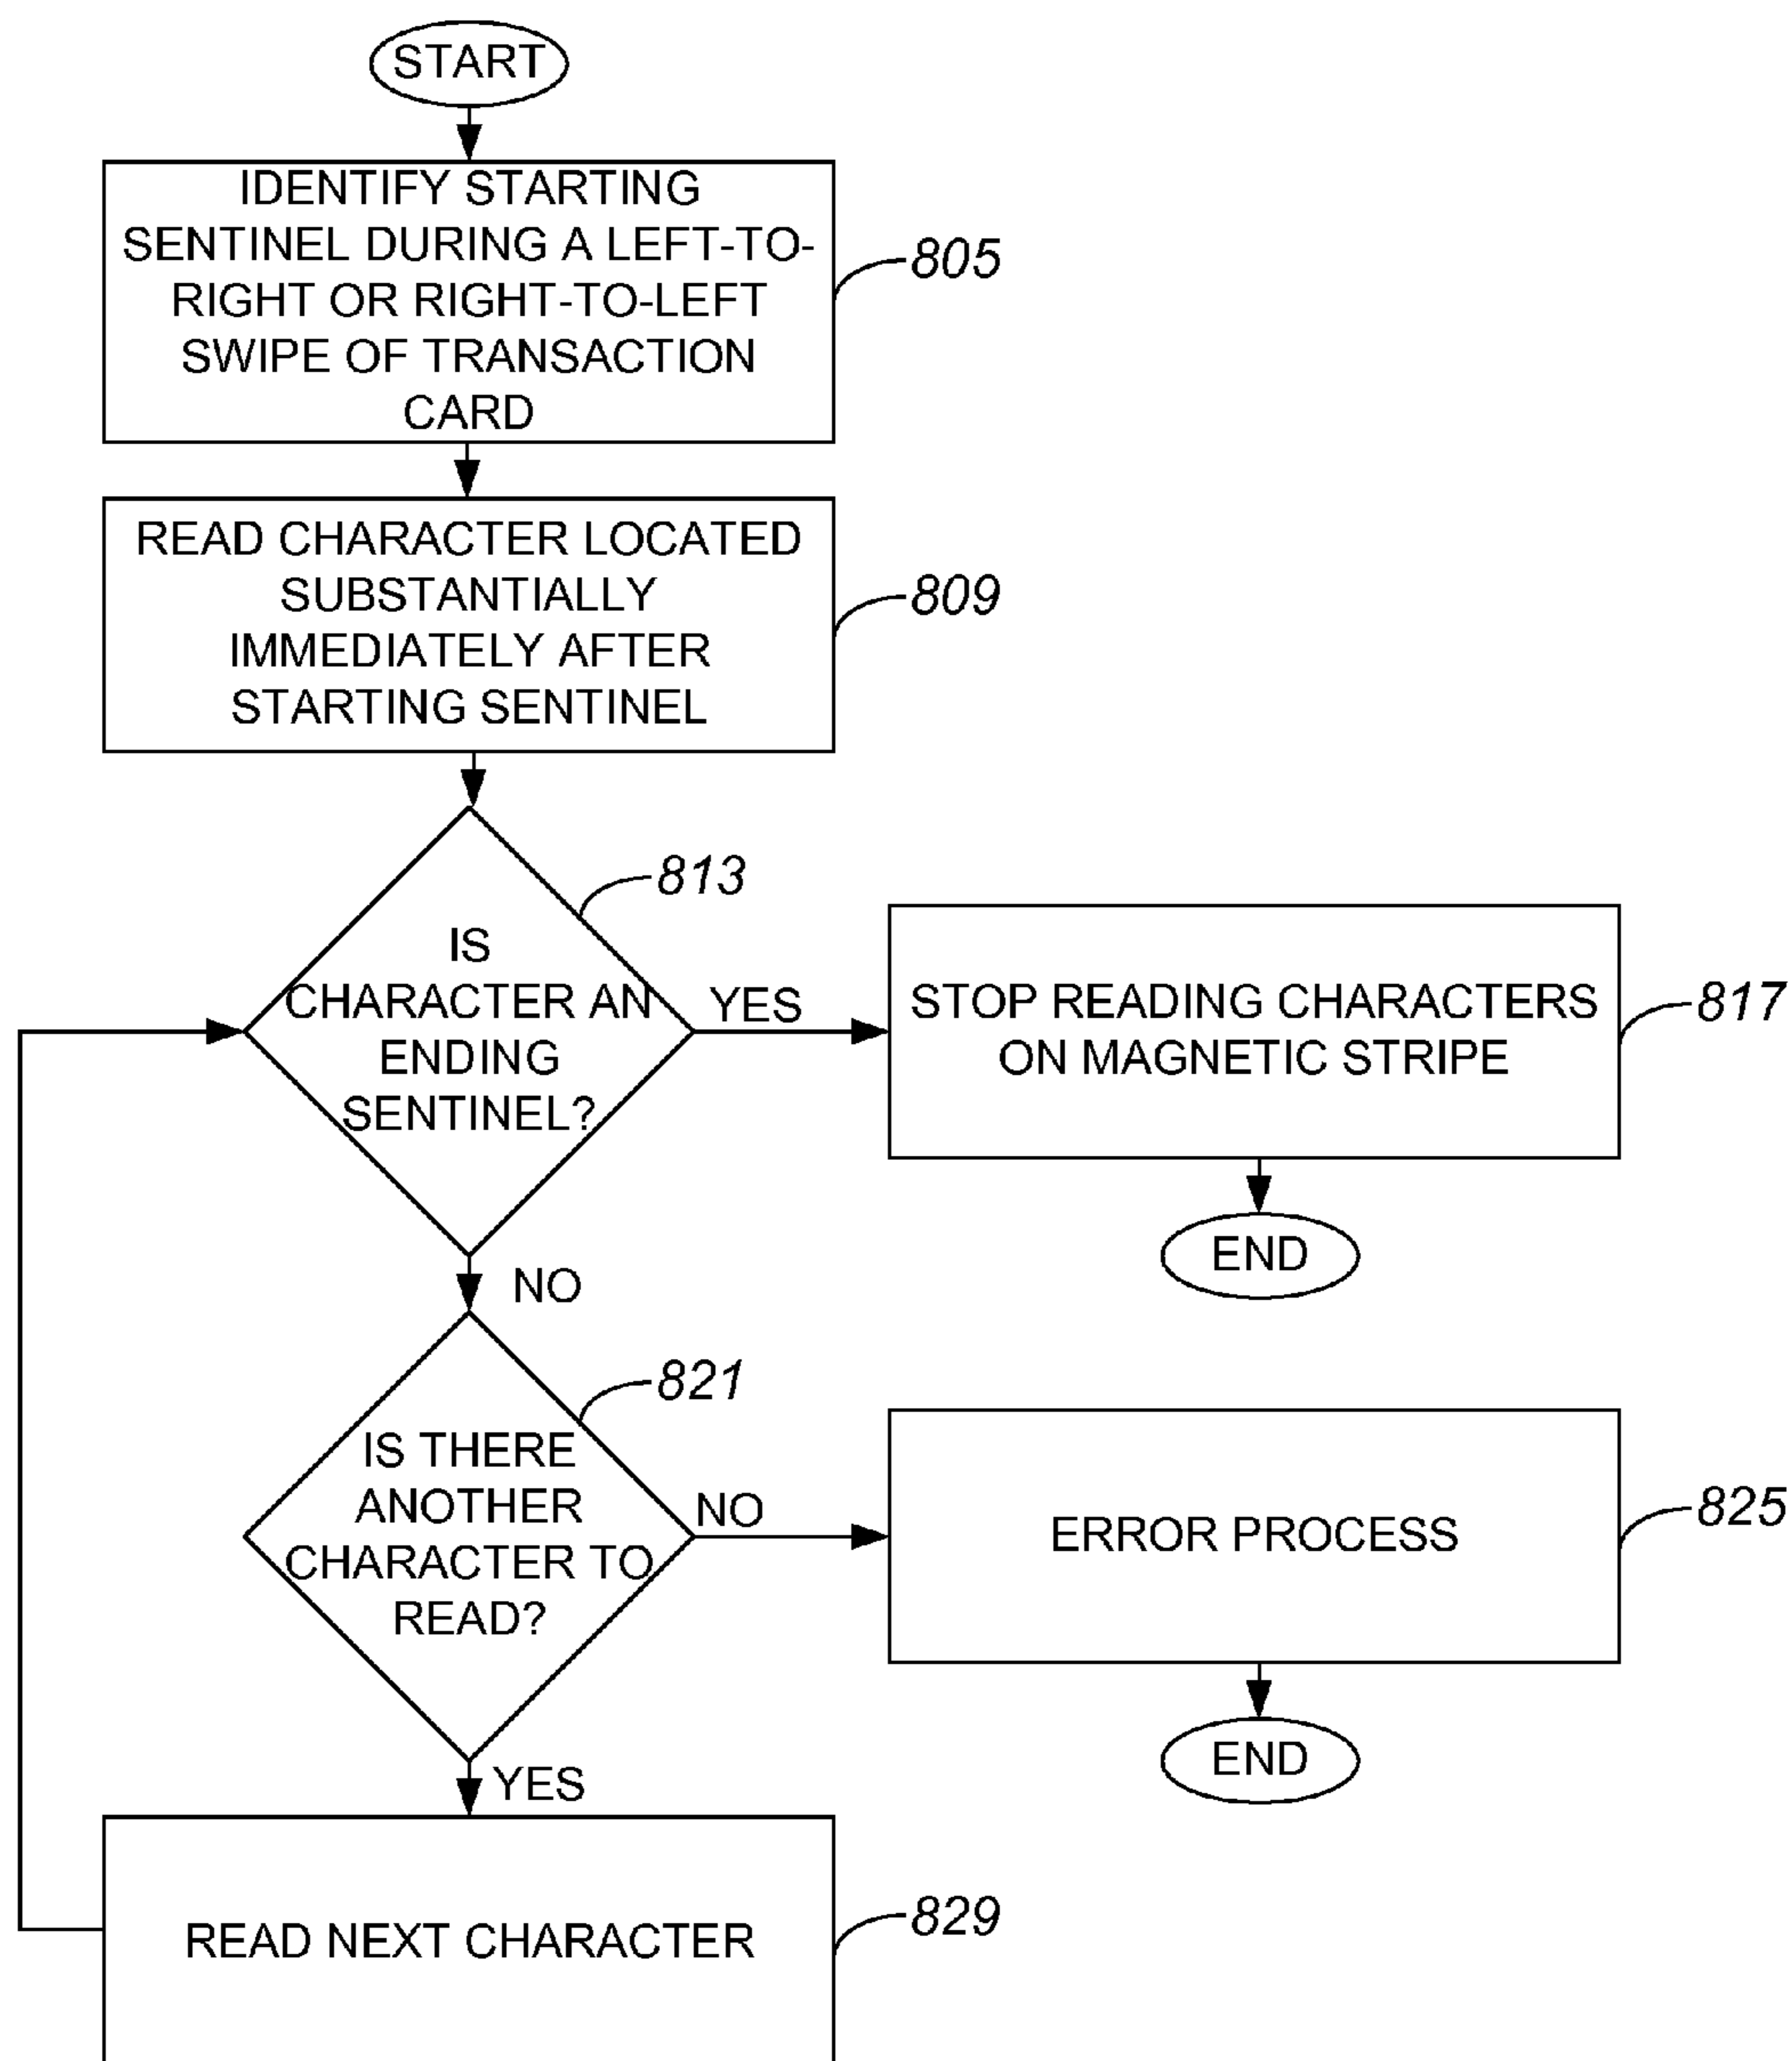 START
IDENTIFY STARTING
SENTINEL DURING A LEFT-TO-
RIGHT OR RIGHT-TO-LEFT
SWIPE OF TRANSACTION
CARD
805
READ CHARACTER LOCATED
SUBSTANTIALLY
IMMEDIATELY AFTER
STARTING SENTINEL
809
813
IS
CHARACTER AN
ENDING
SENTINEL?
YES
STOP READING CHARACTERS
ON MAGNETIC STRIPE
817
END
NO
821
IS THERE
ANOTHER
CHARACTER TO
READ?
NO
ERROR PROCESS
825
END
YES
READ NEXT CHARACTER
829